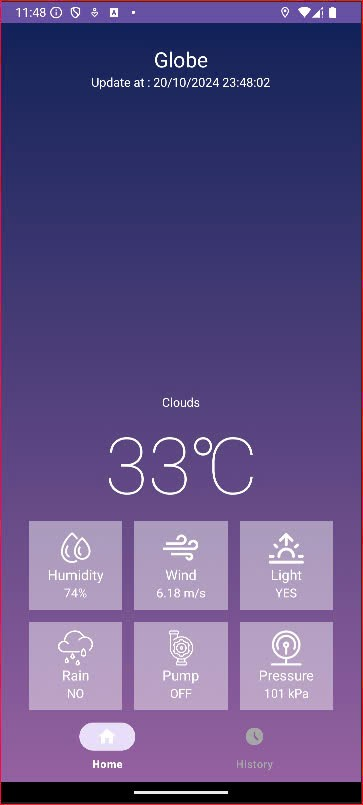 11:48
Globe
Update at : 20/10/2024 23:48:02
Clouds
33°C
Humidity
74%
Wind
6.18 m/s
Light
YES
Rain
NO
Pump
OFF
Pressure
101 kPa
Home
History